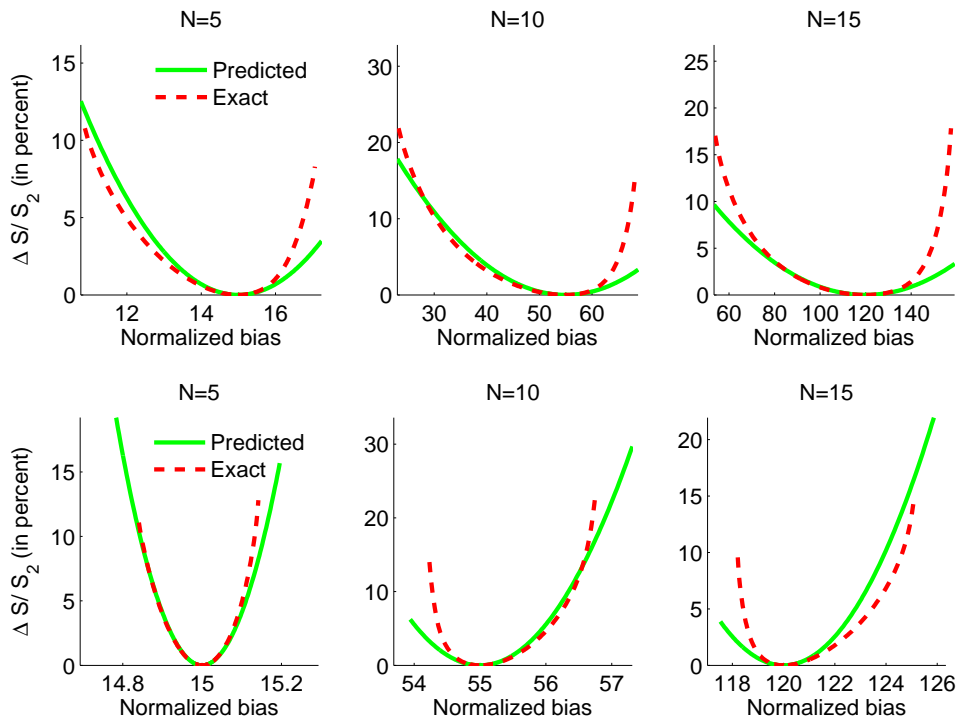 N=5
N=10
N=15
15
10
5
0
Δ S/ S2 (in percent)
Predicted
Exact
12
14
16
Normalized bias
30
20
10
0
30
40
50
60
Normalized bias
25
20
15
10
5
0
60
80
100
120
140
Normalized bias
N=5
N=10
N=15
15
10
5
0
Δ S/ S2 (in percent)
Predicted
Exact
14.8
15
15.2
Normalized bias
30
20
10
0
54
55
56
57
Normalized bias
20
15
10
5
0
118
120
122
124
126
Normalized bias